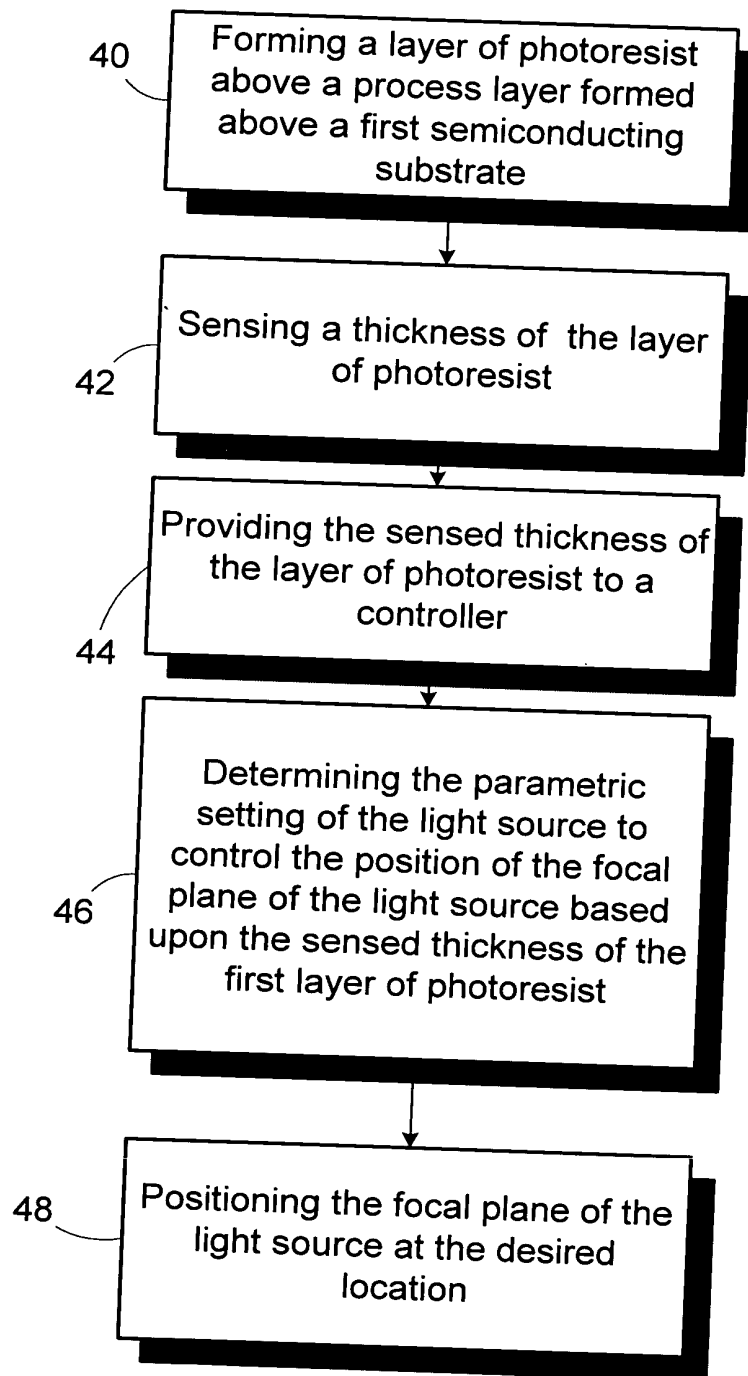 40
Forming a layer of photoresist
above a process layer formed
above a first semiconducting
substrate
42
Sensing a thickness of the layer
of photoresist
44
Providing the sensed thickness of
the layer of photoresist to a
controller
46
Determining the parametric
setting of the light source to
control the position of the focal
plane of the light source based
upon the sensed thickness of the
first layer of photoresist
48
Positioning the focal plane of the
light source at the desired
location